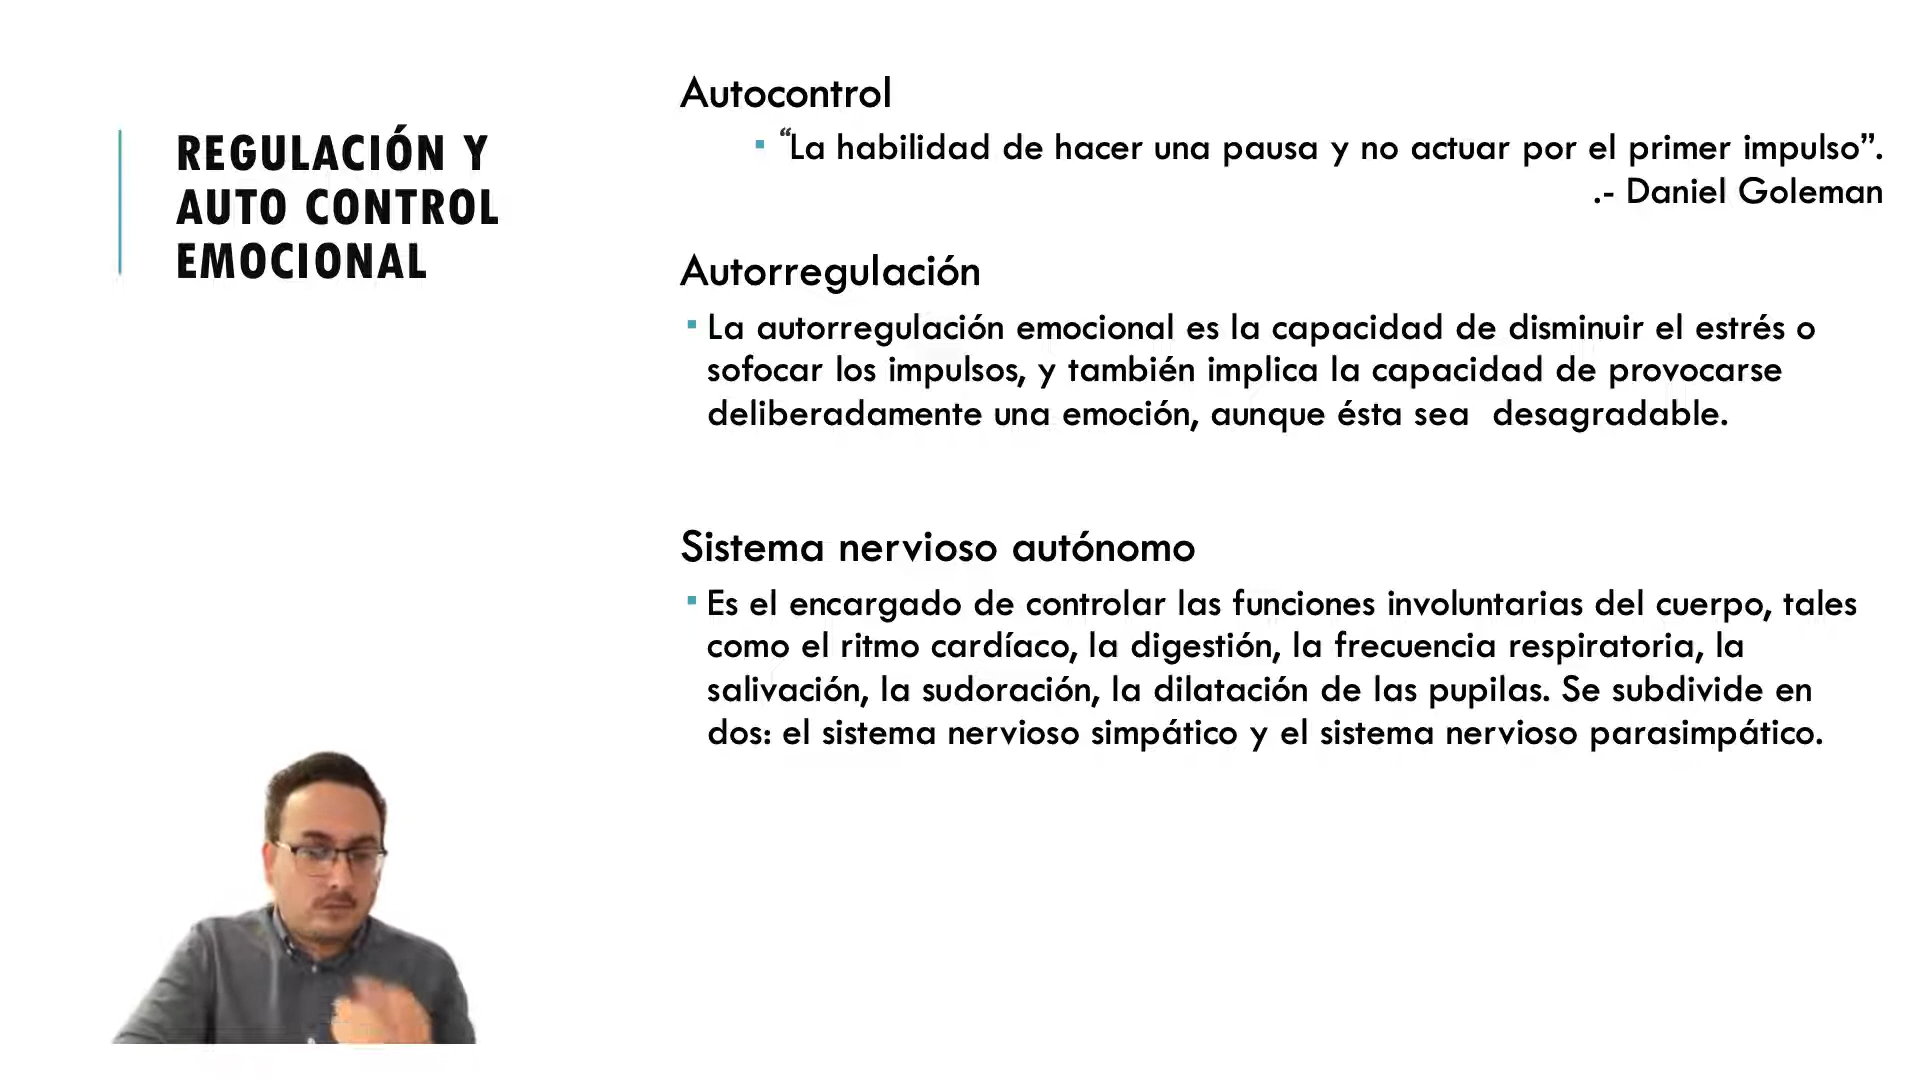 REGULACIÓN Y
AUTO CONTROL
EMOCIONAL
Autocontrol
▪ “La habilidad de hacer una pausa y no actuar por el primer impulso”.
.- Daniel Goleman
Autorregulación
▪ La autorregulación emocional es la capacidad de disminuir el estrés o
sofocar los impulsos, y también implica la capacidad de provocarse
deliberadamente una emoción, aunque ésta sea  desagradable.
Sistema nervioso autónomo
▪ Es el encargado de controlar las funciones involuntarias del cuerpo, tales
como el ritmo cardíaco, la digestión, la frecuencia respiratoria, la
salivación, la sudoración, la dilatación de las pupilas. Se subdivide en
dos: el sistema nervioso simpático y el sistema nervioso parasimpático.